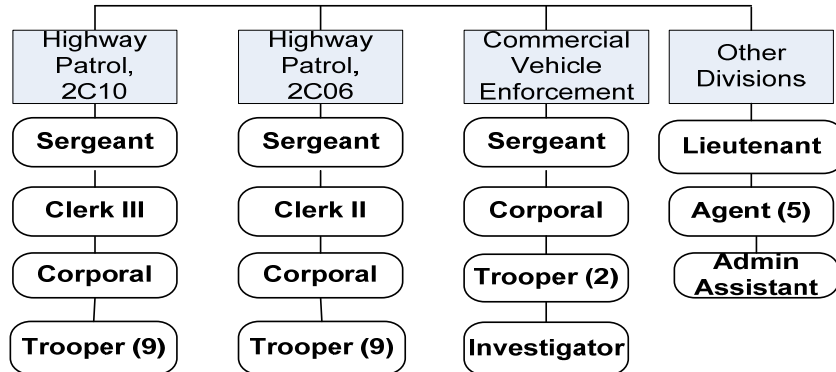 Highway
Patrol,
2C10
Sergeant
Clerk III
Corporal
Trooper (9)
Highway
Patrol,
2C06
Sergeant
Clerk II
Corporal
Trooper (9)
Commercial
Vehicle
Enforcement
Sergeant
Corporal
Trooper (2)
Investigator
Other
Divisions
Lieutenant
Agent (5)
Admin
Assistant